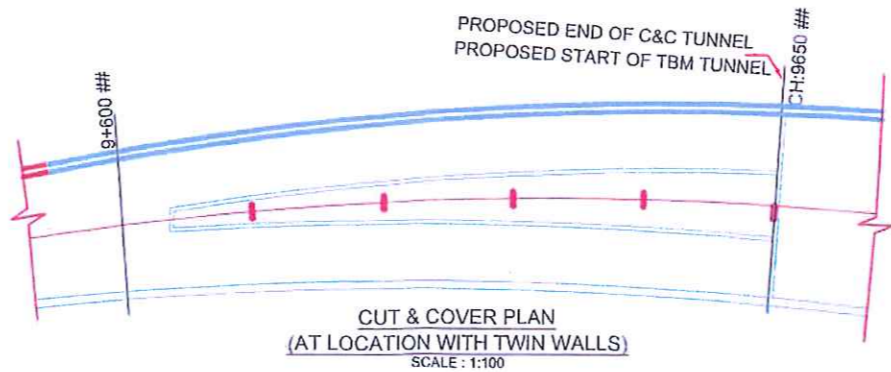 PROPOSED END OF C&C TUNNEL
PROPOSED START OF TBM TUNNEL
CH:9650 ##
9+600 ##
CUT & COVER PLAN
(AT LOCATION WITH TWIN WALLS)
SCALE : 1:100